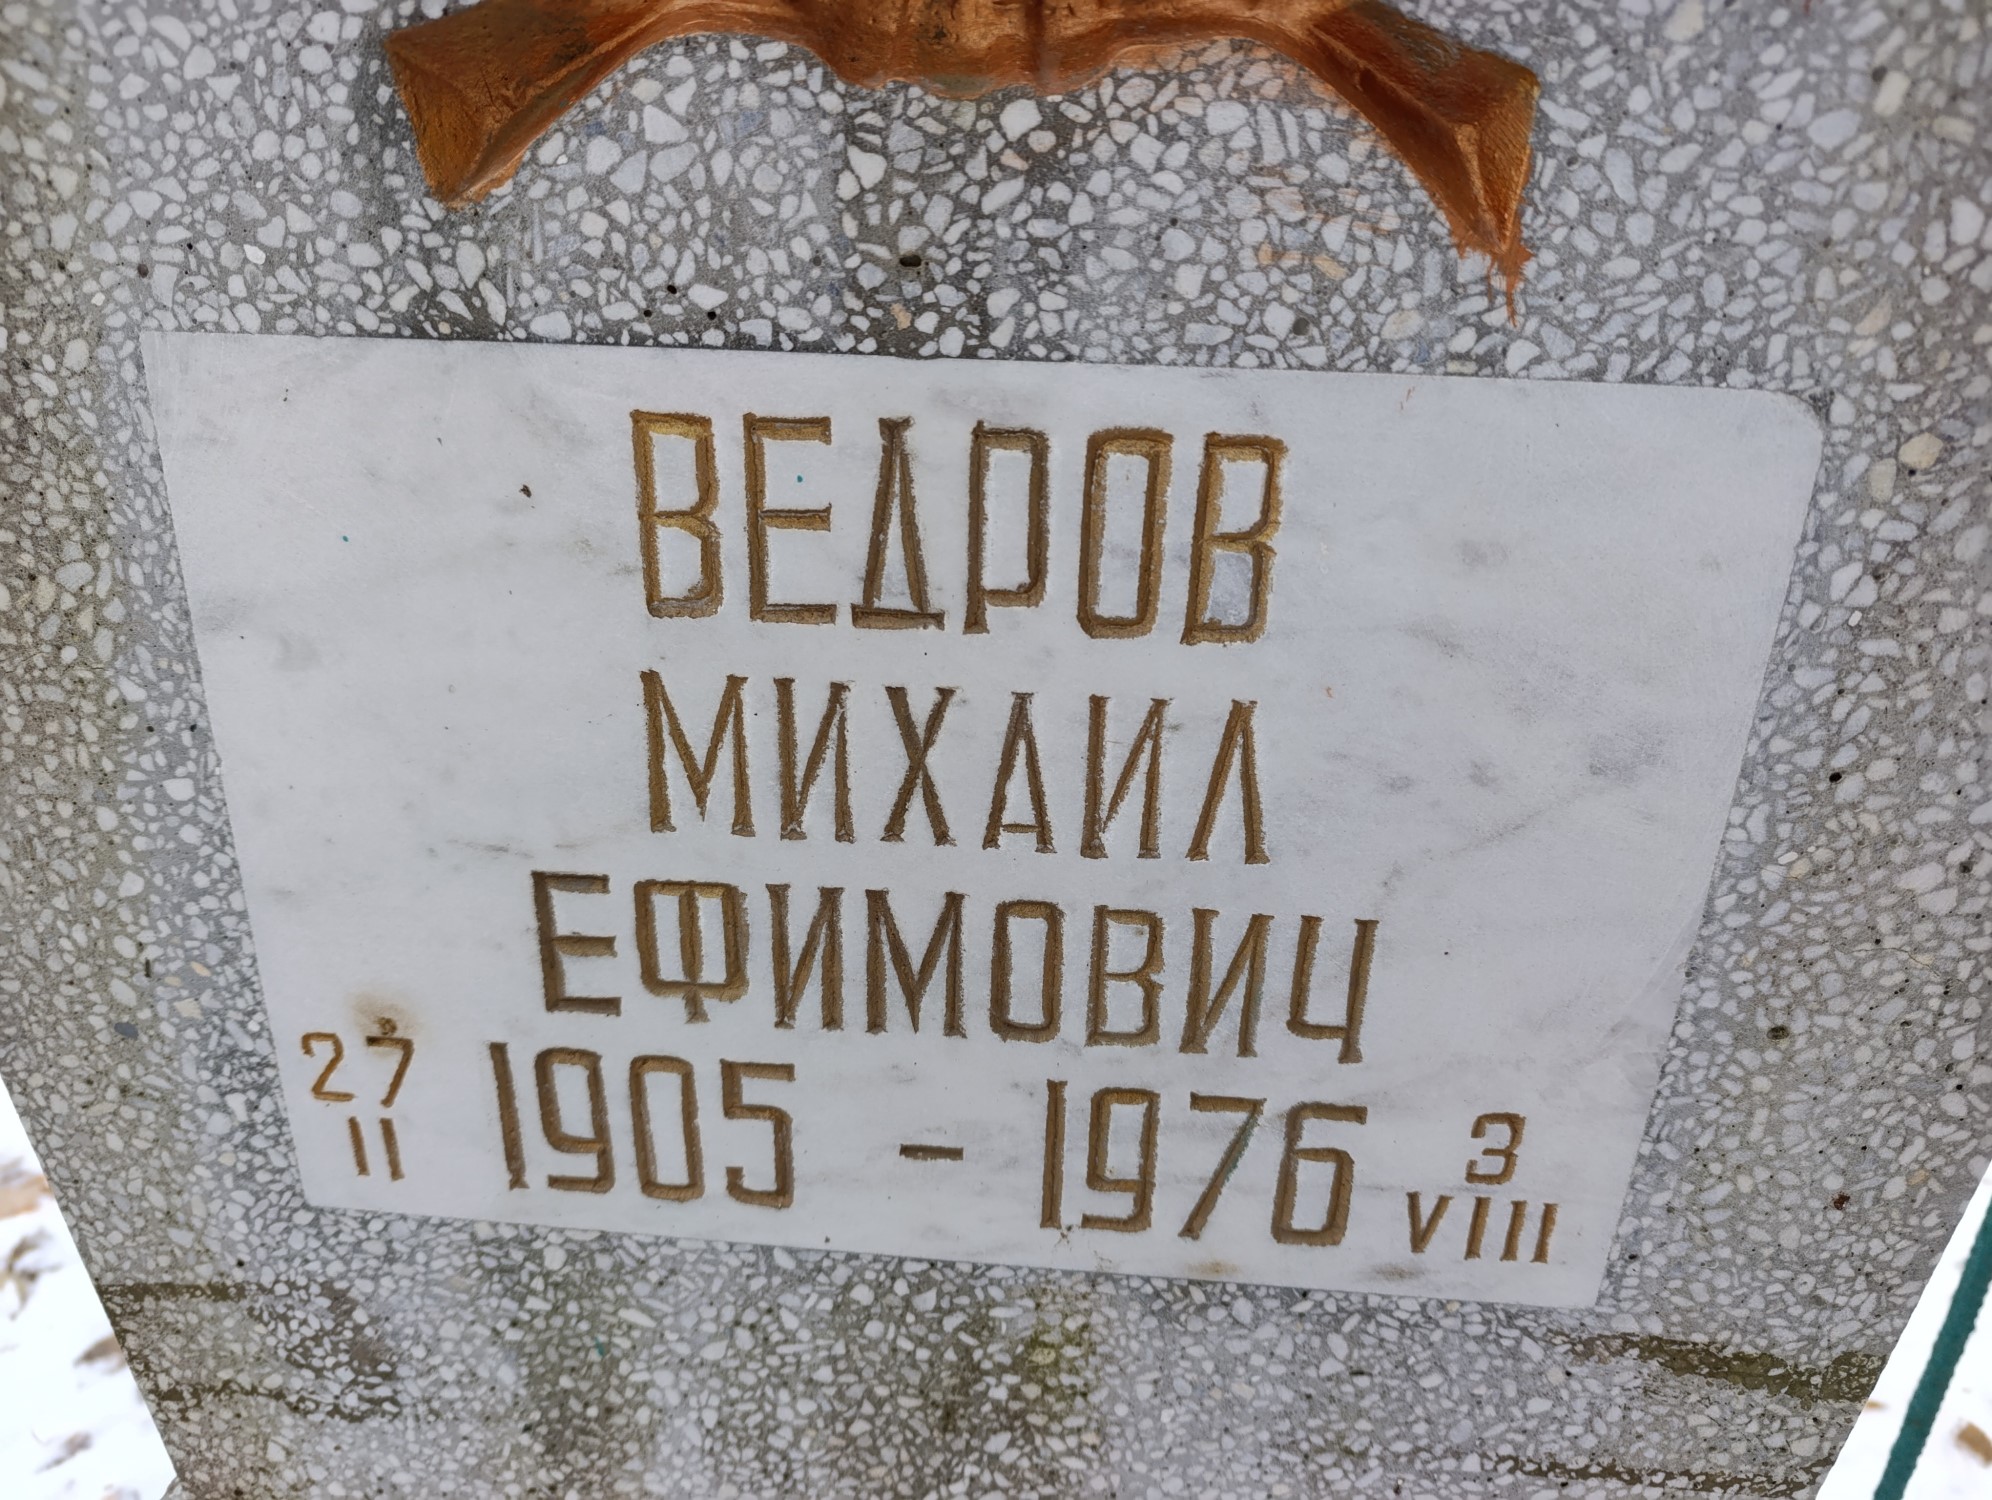 ВЕДРОВ
МИХАИЛ
ЕФИМОВИЧ
27 II 1905 - 1976 3 VIII